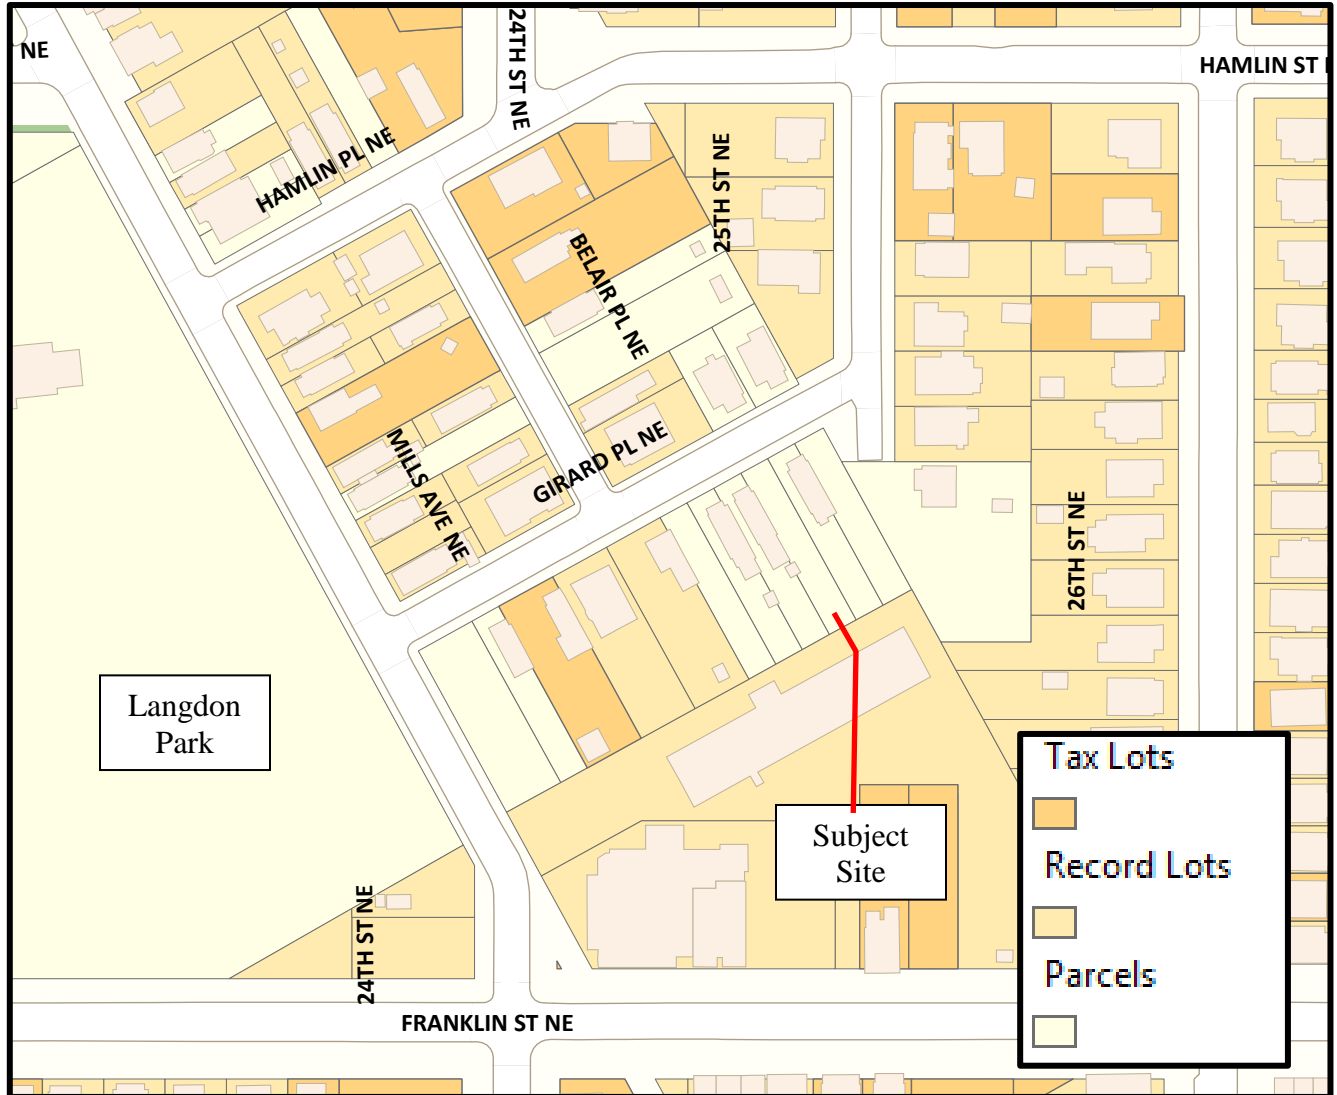 NE
24TH ST NE
HAMLIN ST
HAMLIN PL NE
25TH ST NE
BELAIR PL NE
MILLS AVE NE
GIRARD PL NE
26TH ST NE
Langdon
Park
Subject
Site
Tax Lots
Record Lots
Parcels
24TH ST NE
FRANKLIN ST NE